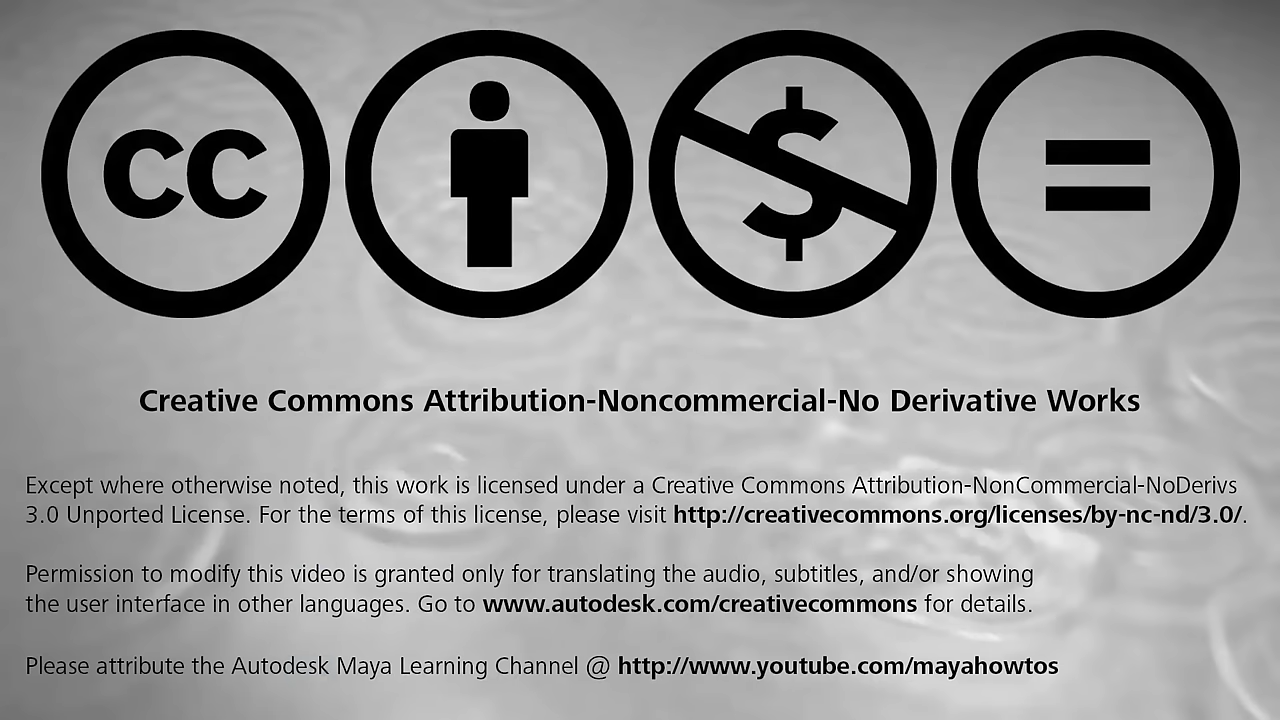 cc
$
=
Creative Commons Attribution-Noncommercial-No Derivative Works
Except where otherwise noted, this work is licensed under a Creative Commons Attribution-NonCommercial-NoDerivs
3.0 Unported License. For the terms of this license, please visit http://creativecommons.org/licenses/by-nc-nd/3.0/.
Permission to modify this video is granted only for translating the audio, subtitles, and/or showing
the user interface in other languages. Go to www.autodesk.com/creativecommons for details.
Please attribute the Autodesk Maya Learning Channel @ http://www.youtube.com/mayahowtos